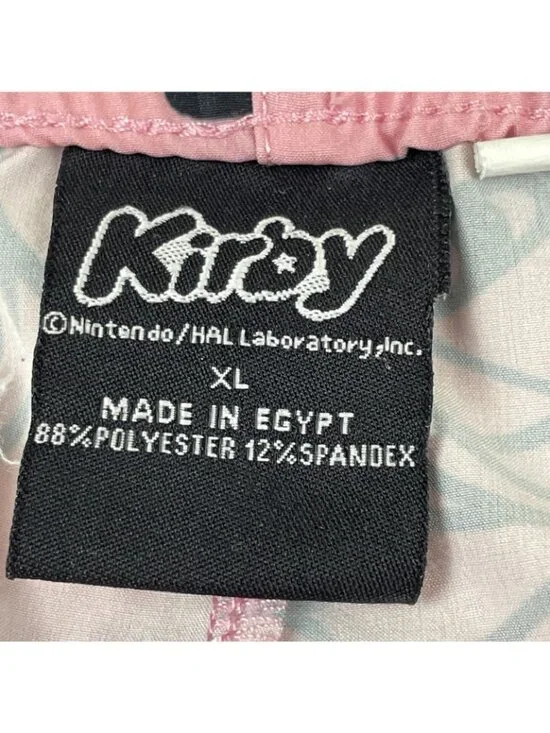 Kirby
©Nintendo/HAL Laboratory,Inc.
XL
MADE IN EGYPT
88%POLYESTER 12%SPANDEX